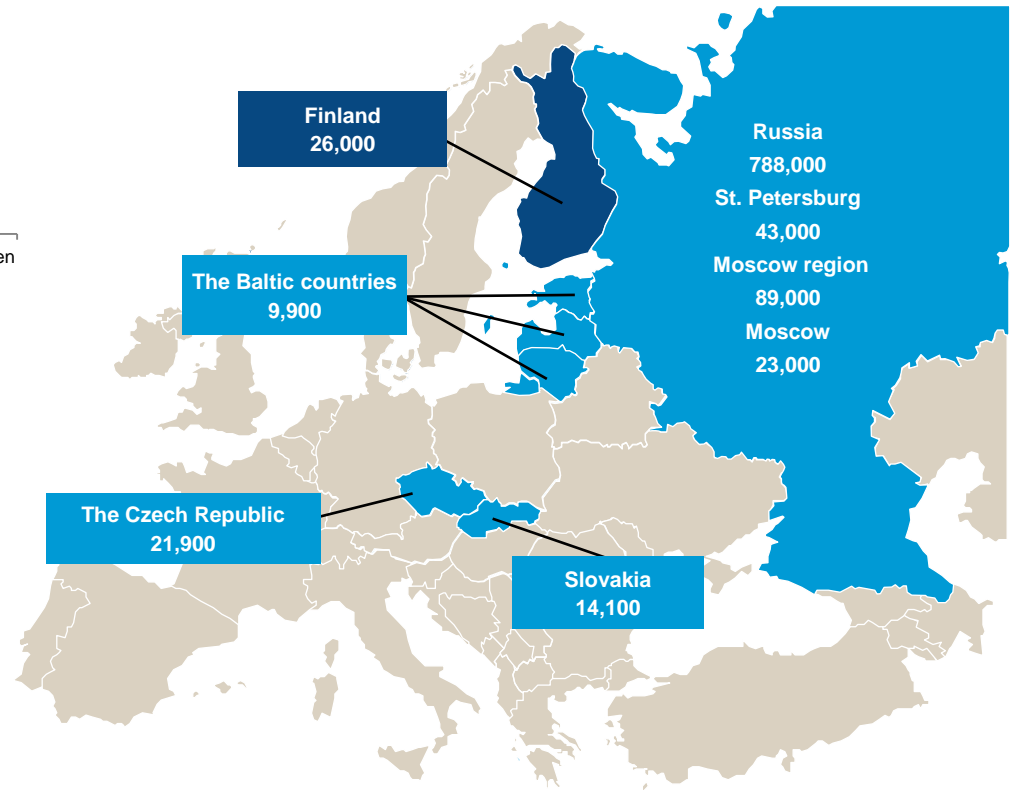 Finland
26,000
Russia
788,000
St. Petersburg
43,000
Moscow region
89,000
Moscow
23,000
en
The Baltic countries
9,900
The Czech Republic
21,900
Slovakia
14,100